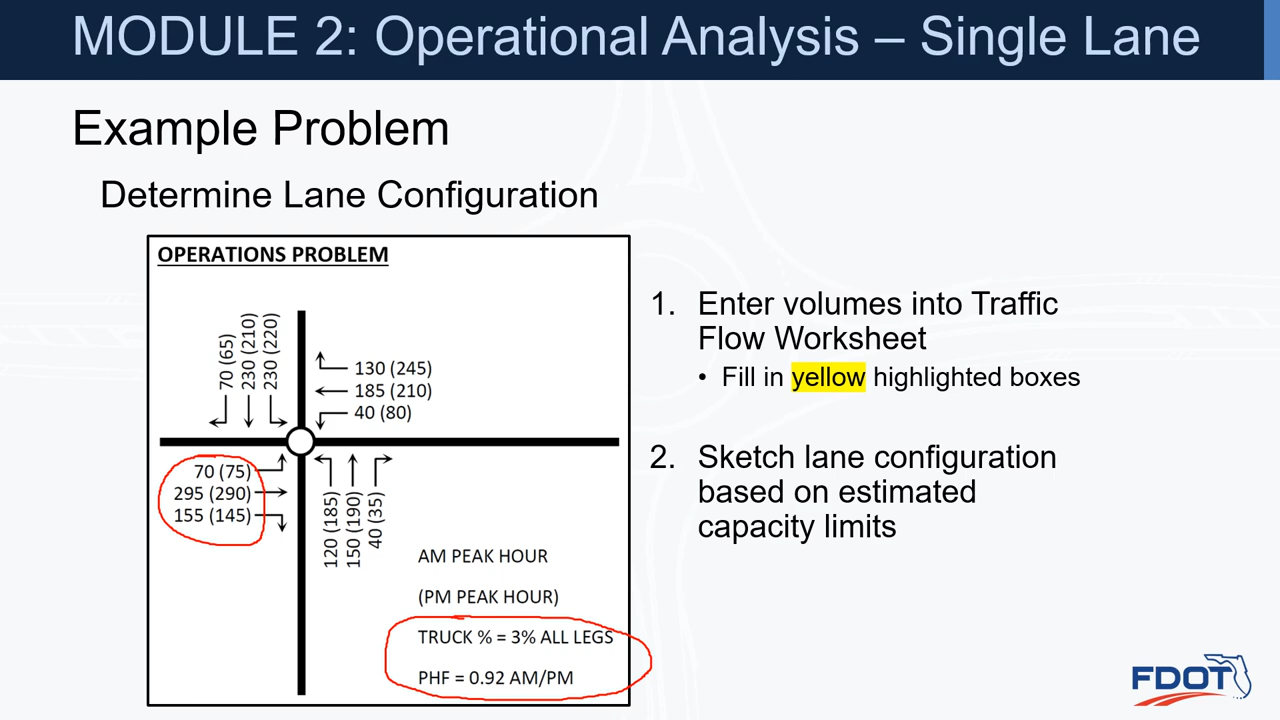 MODULE 2: Operational Analysis – Single Lane
Example Problem
Determine Lane Configuration
OPERATIONS PROBLEM
70 (65)
230 (210)
230 (220)
130 (245)
185 (210)
40 (80)
70 (75)
295 (290)
155 (145)
120 (185)
150 (190)
40 (35)
AM PEAK HOUR
(PM PEAK HOUR)
TRUCK % = 3% ALL LEGS
PHF = 0.92 AM/PM
1. Enter volumes into Traffic
Flow Worksheet
• Fill in yellow highlighted boxes
2. Sketch lane configuration
based on estimated
capacity limits
FDOT